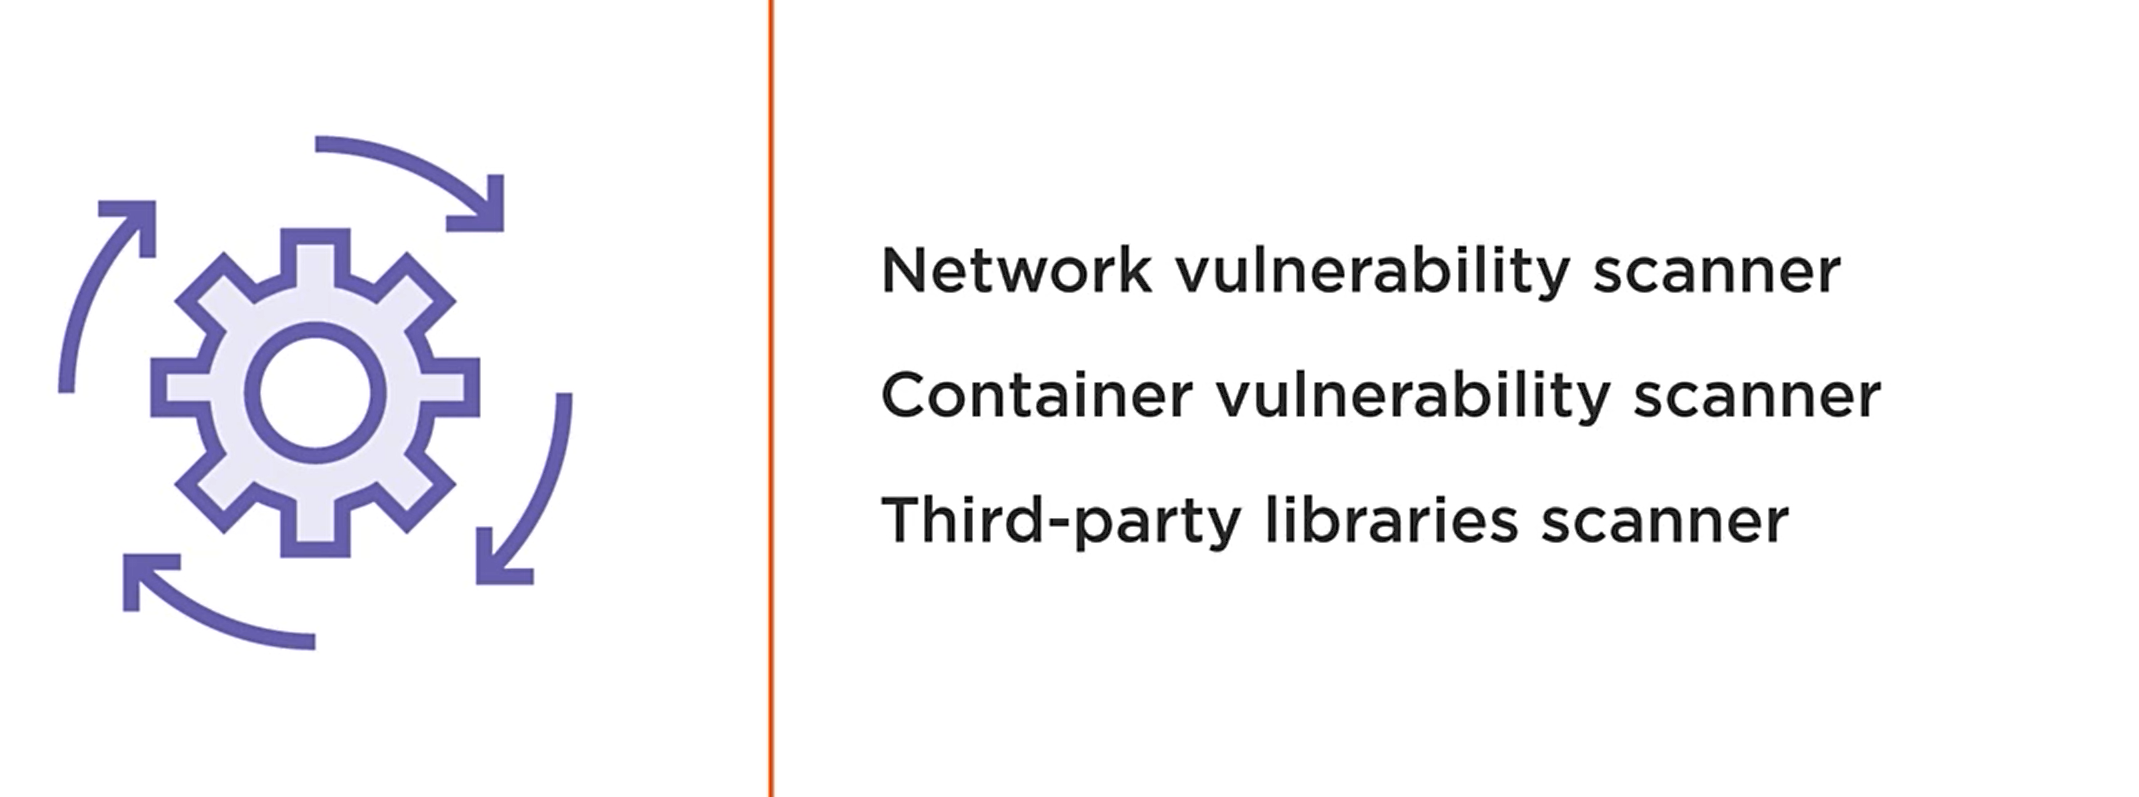 Network vulnerability scanner
Container vulnerability scanner
Third-party libraries scanner